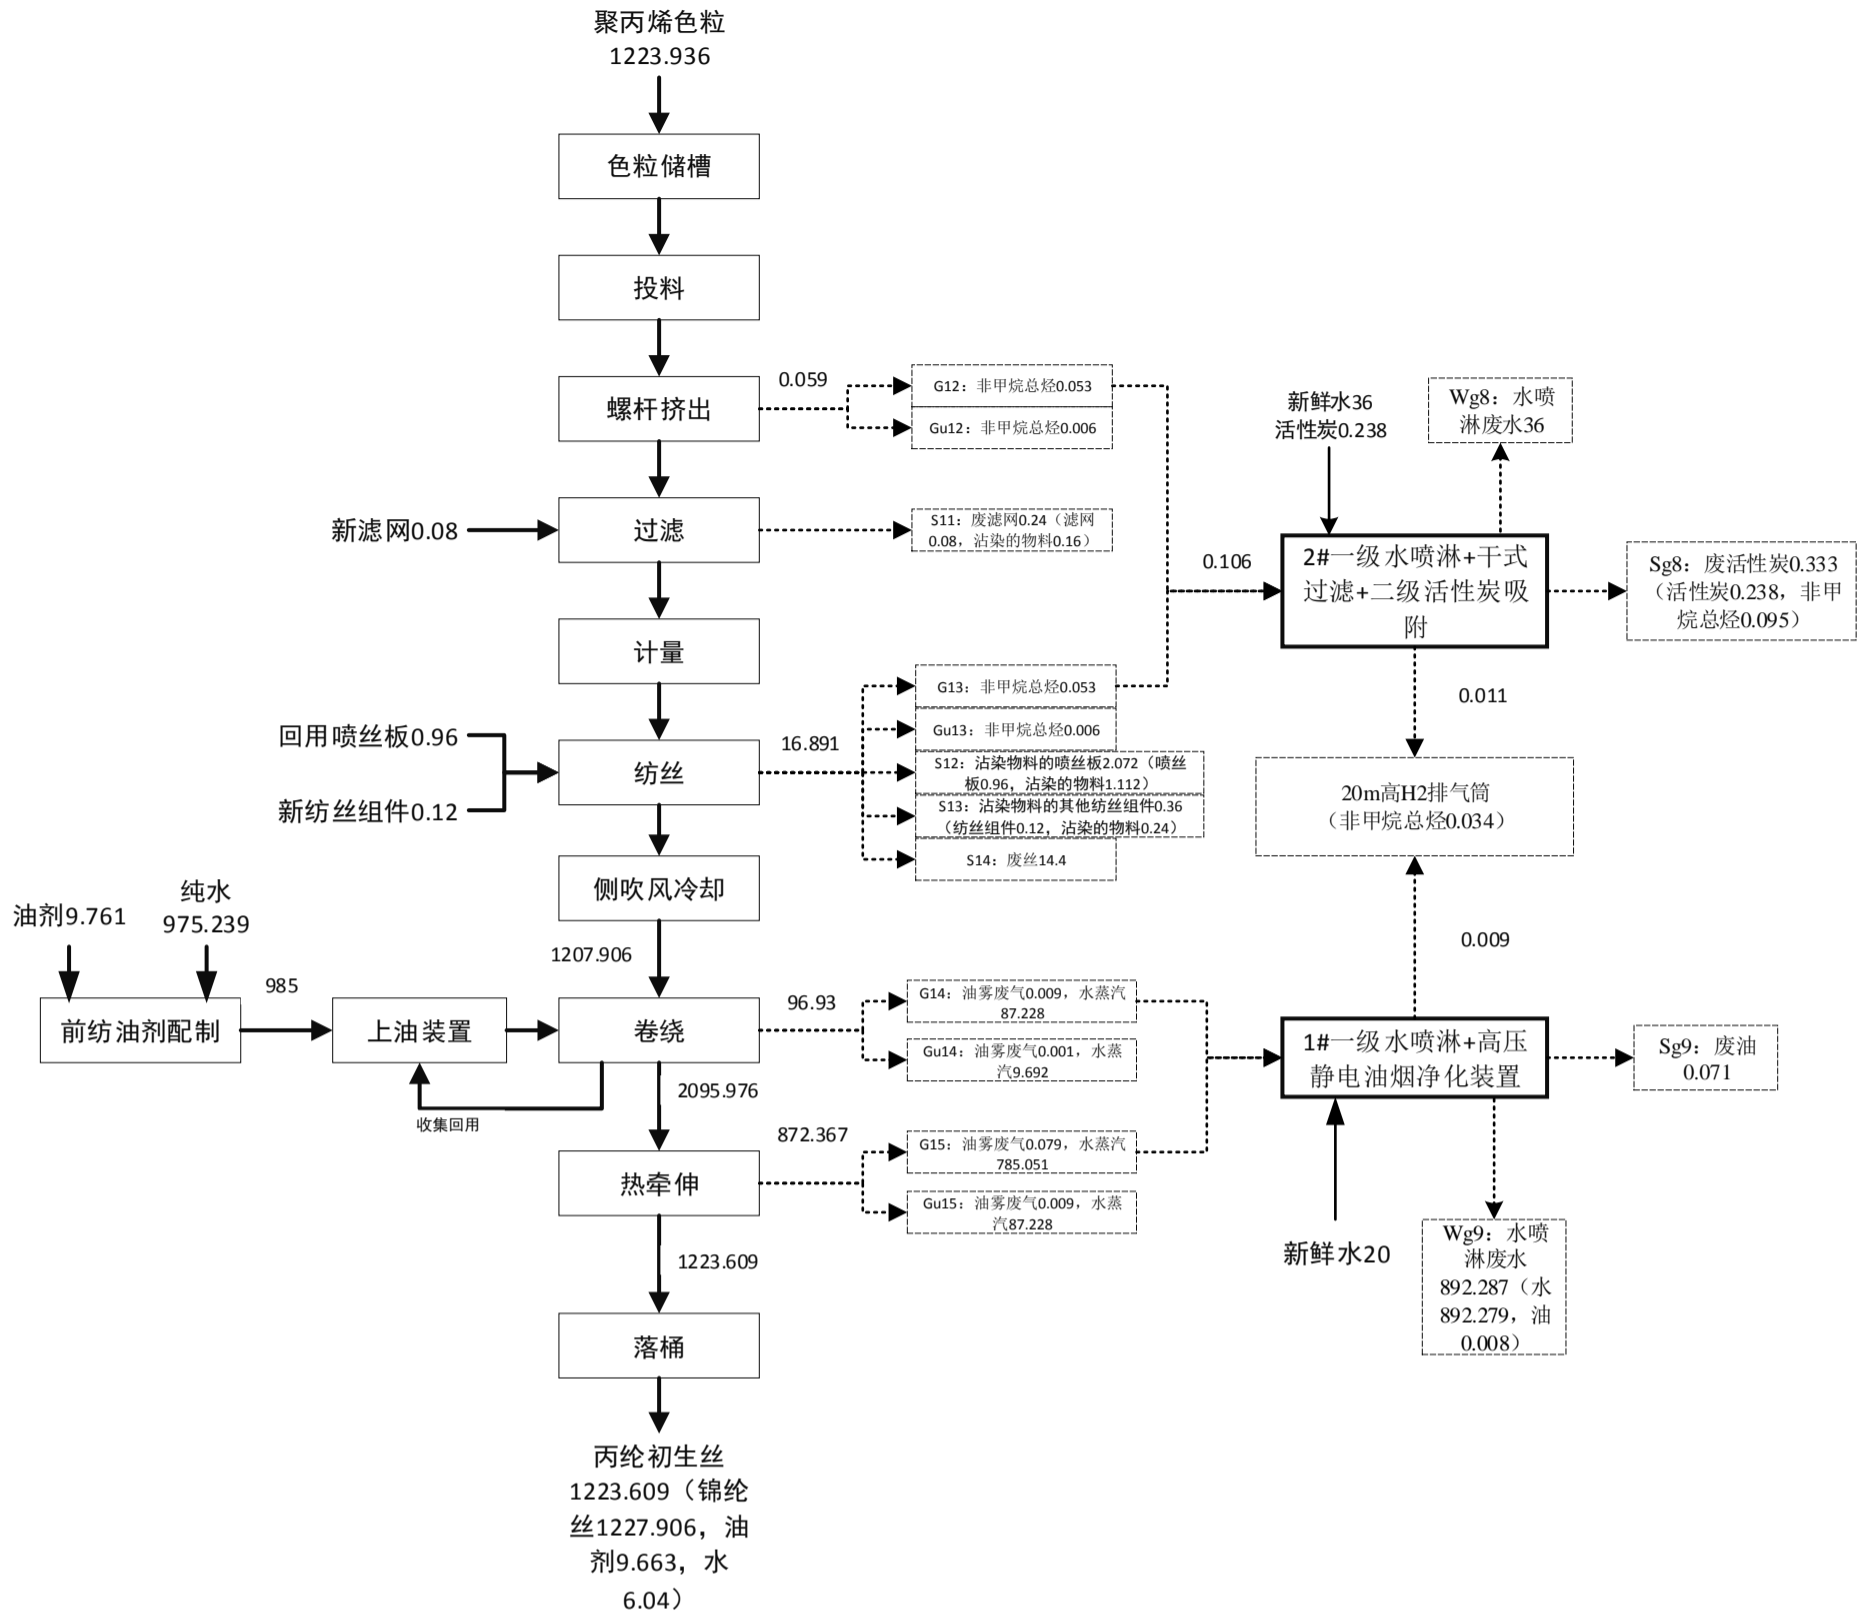 聚丙烯色粒
1223.936
色粒储槽
投料
螺杆挤出
0.059
G12：非甲烷总烃0.053
Gu12：非甲烷总烃0.006
新滤网0.08
过滤
S11：废滤网0.24（滤网
0.08，沾染的物料0.16）
计量
回用喷丝板0.96
新纺丝组件0.12
纺丝
16.891
G13：非甲烷总烃0.053
Gu13：非甲烷总烃0.006
S12：沾染物料的喷丝板2.072（喷丝
板0.96，沾染的物料1.112）
S13：沾染物料的其他纺丝组件0.36
（纺丝组件0.12，沾染的物料0.24）
S14：废丝14.4
侧吹风冷却
1207.906
油剂9.761
纯水
975.239
前纺油剂配制
985
上油装置
卷绕
收集回用
96.93
G14：油雾废气0.009，水蒸汽
87.228
Gu14：油雾废气0.001，水蒸
汽9.692
2095.976
热牵伸
872.367
G15：油雾废气0.079，水蒸汽
785.051
Gu15：油雾废气0.009，水蒸
汽87.228
1223.609
落桶
丙纶初生丝
1223.609（锦纶
丝1227.906，油
剂9.663，水
6.04）
0.106
新鲜水36
活性炭0.238
Wg8：水喷
淋废水36
2#一级水喷淋+干式
过滤+二级活性炭吸
附
Sg8：废活性炭0.333
（活性炭0.238，非甲
烷总烃0.095）
0.011
20m高H2排气筒
（非甲烷总烃0.034）
0.009
1#一级水喷淋+高压
静电油烟净化装置
Sg9：废油
0.071
新鲜水20
Wg9：水喷
淋废水
892.287（水
892.279，油
0.008）